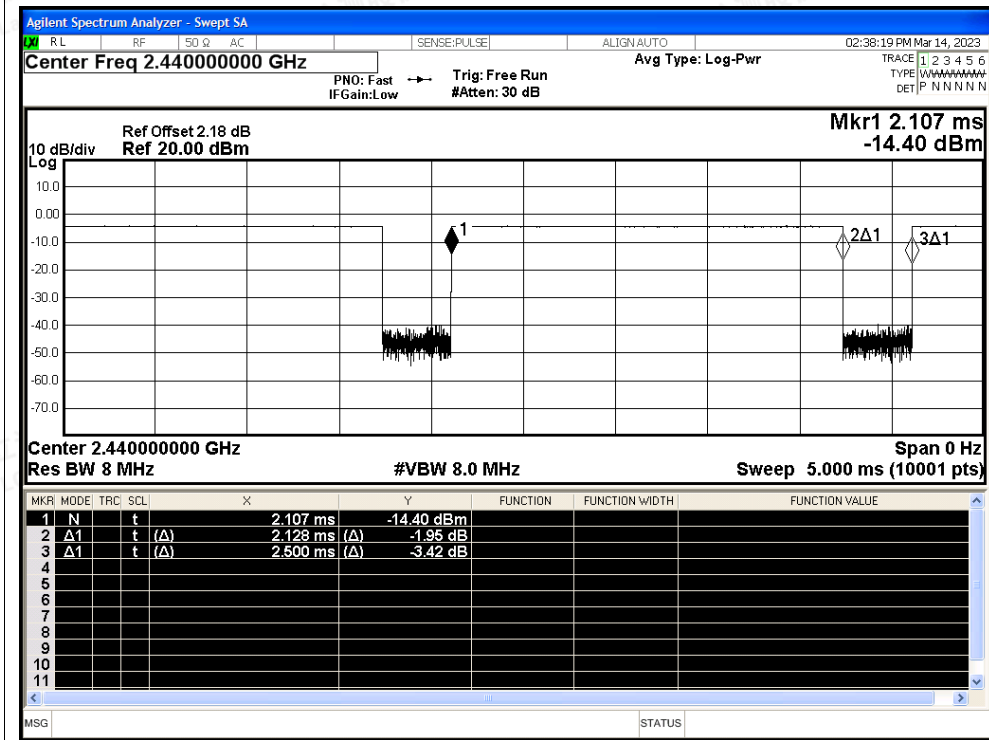 Agilent Spectrum Analyzer - Swept SA
LXI RL RF 50 Ω AC SENSE:PULSE ALIGN AUTO 02:38:19 PM Mar 14, 2023
Center Freq 2.440000000 GHz Avg Type: Log-Pwr TRACE 1 2 3 4 5 6
PNO: Fast Trig: Free Run TYPE WWWWWW
IFGain:Low #Atten: 30 dB DET P N N N N N
Mkr1 2.107 ms
Ref Offset 2.18 dB
10 dB/div Ref 20.00 dBm -14.40 dBm
Log
10.0
0.00
1 2Δ1 3Δ1
-10.0
-20.0
-30.0
-40.0
-50.0
-60.0
-70.0
Center 2.440000000 GHz Span 0 Hz
Res BW 8 MHz #VBW 8.0 MHz Sweep 5.000 ms (10001 pts)
MKR MODE TRC SCL X Y FUNCTION FUNCTION WIDTH FUNCTION VALUE
1 N t 2.107 ms -14.40 dBm
2 Δ1 t (Δ) 2.128 ms (Δ) -1.95 dB
3 Δ1 t (Δ) 2.500 ms (Δ) -3.42 dB
4
5
6
7
8
9
10
11
MSG STATUS